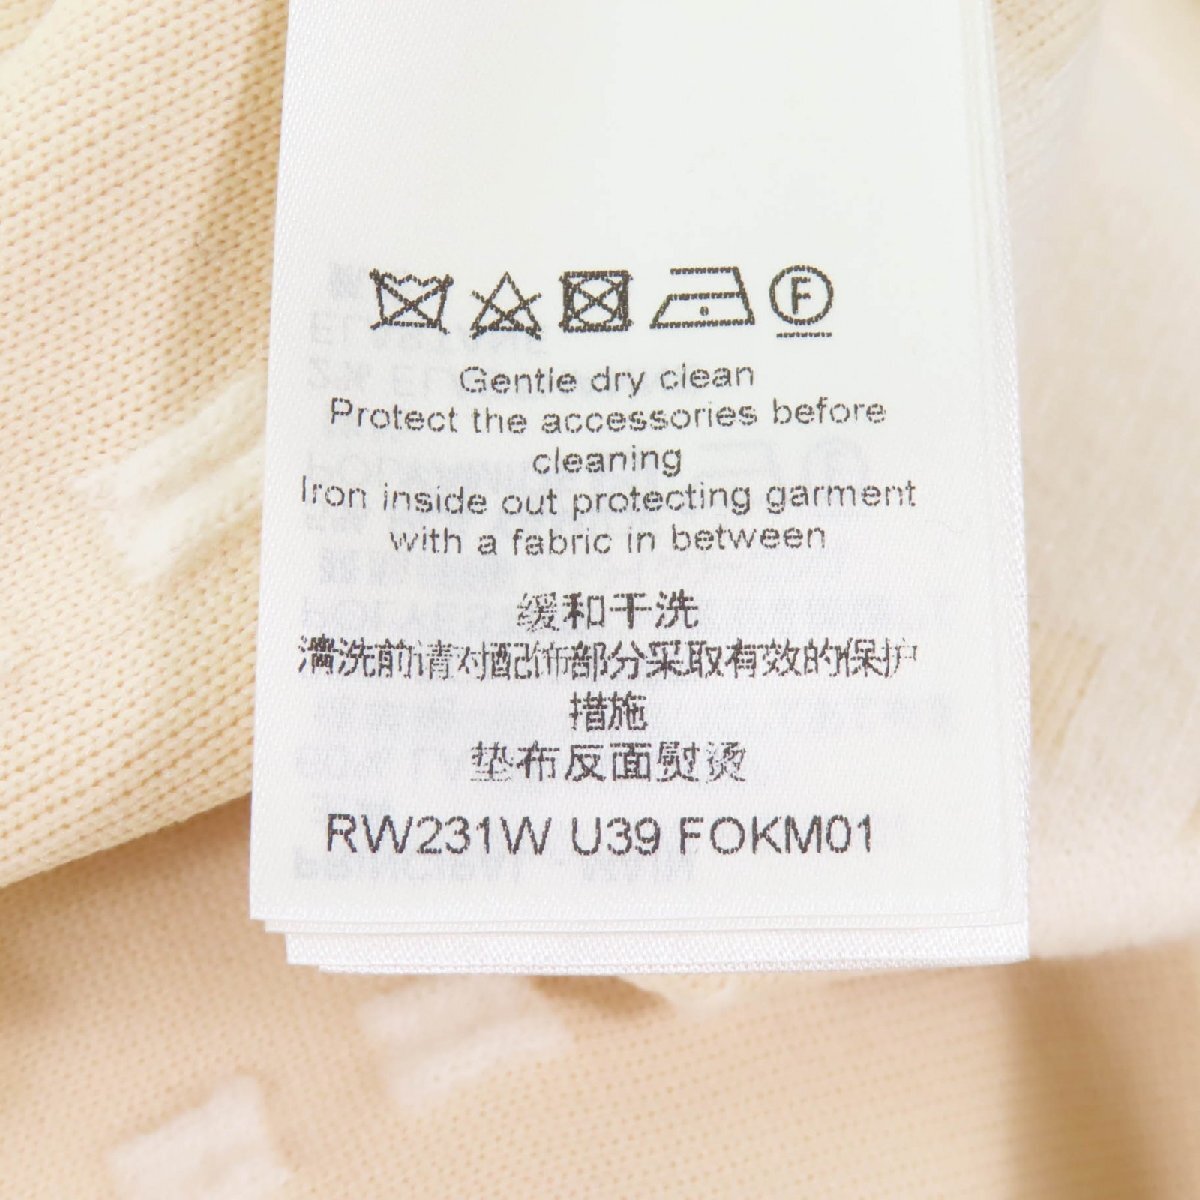 F
Gentle dry clean
Protect the accessories before
cleaning
Iron inside out protecting garment
with a fabric in between
缓和干洗
清洗前请对配饰部分采取有效的保护
措施
垫布反面熨烫
RW231W U39 FOKM01